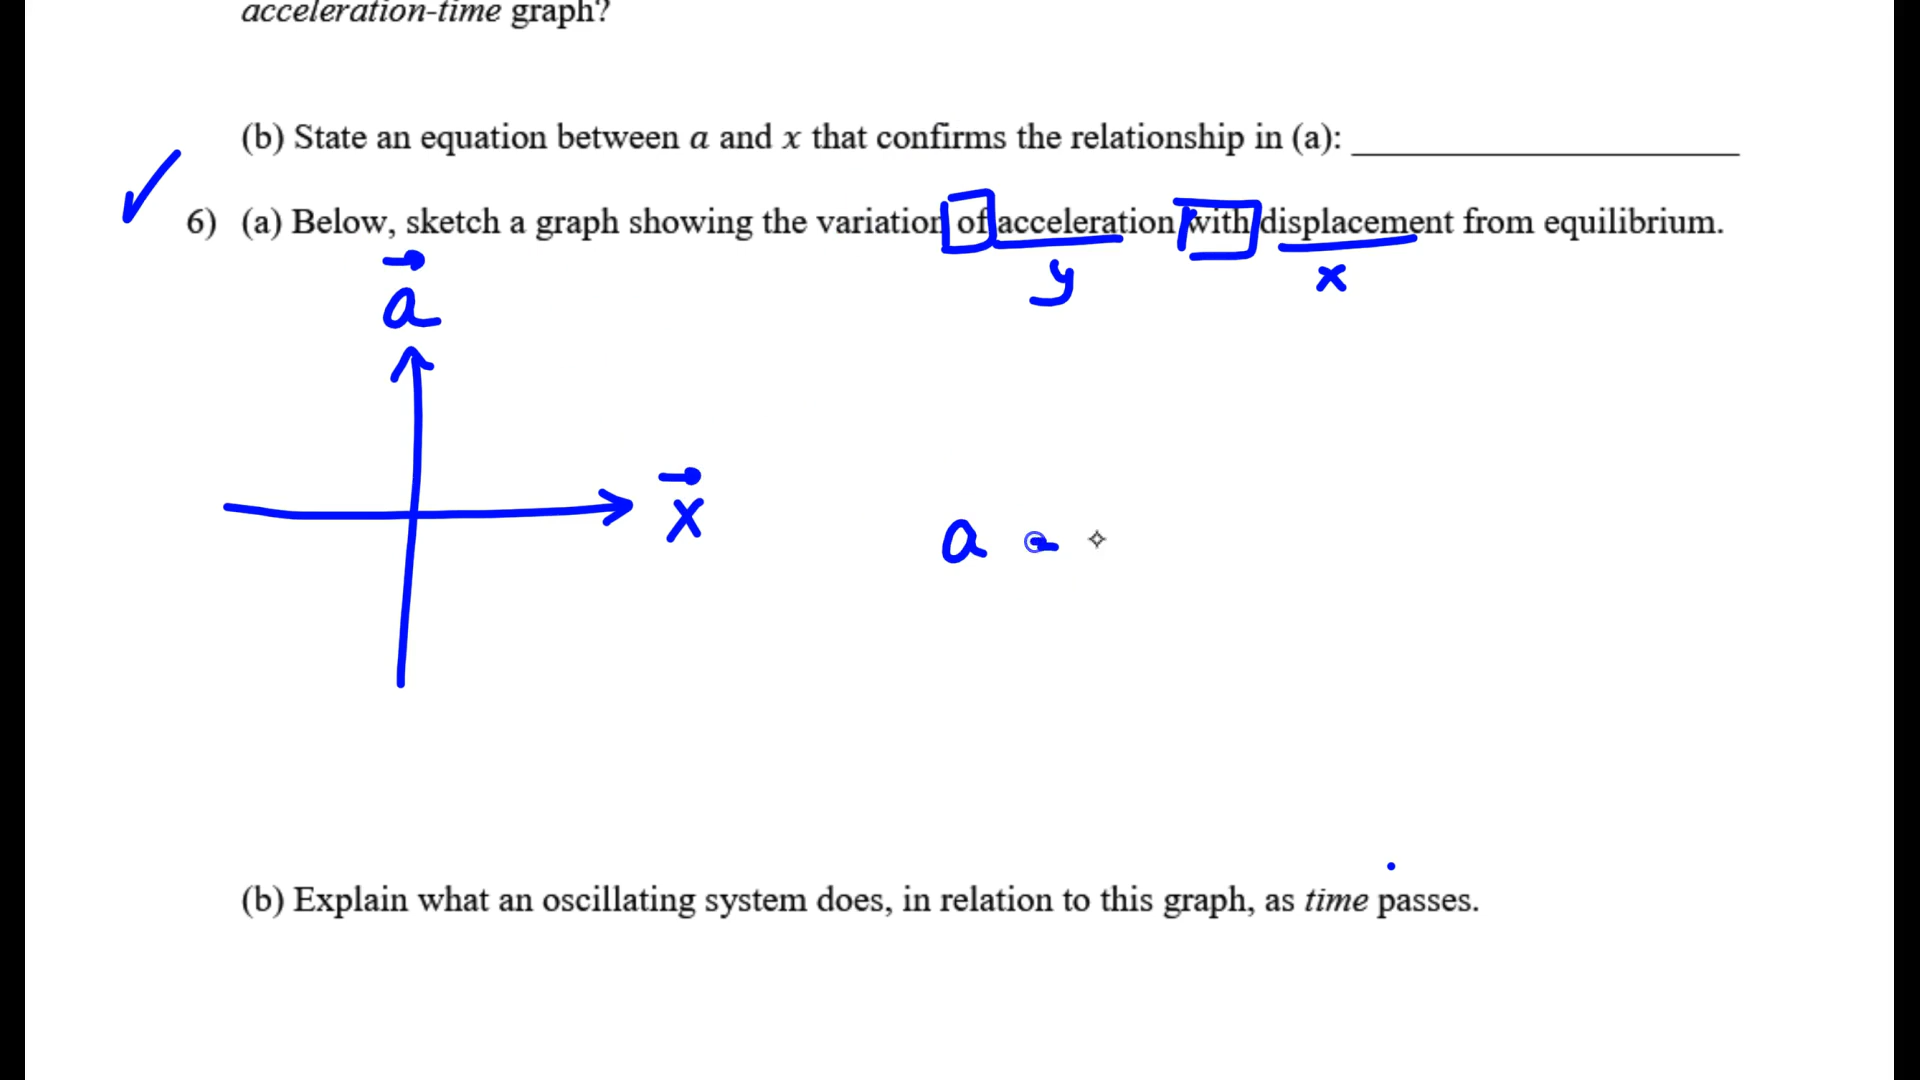 acceleration-time graph?
(b) State an equation between a and x that confirms the relationship in (a): ____________________
6) (a) Below, sketch a graph showing the variation of acceleration with displacement from equilibrium.
y x
a
x
a =
(b) Explain what an oscillating system does, in relation to this graph, as time passes.